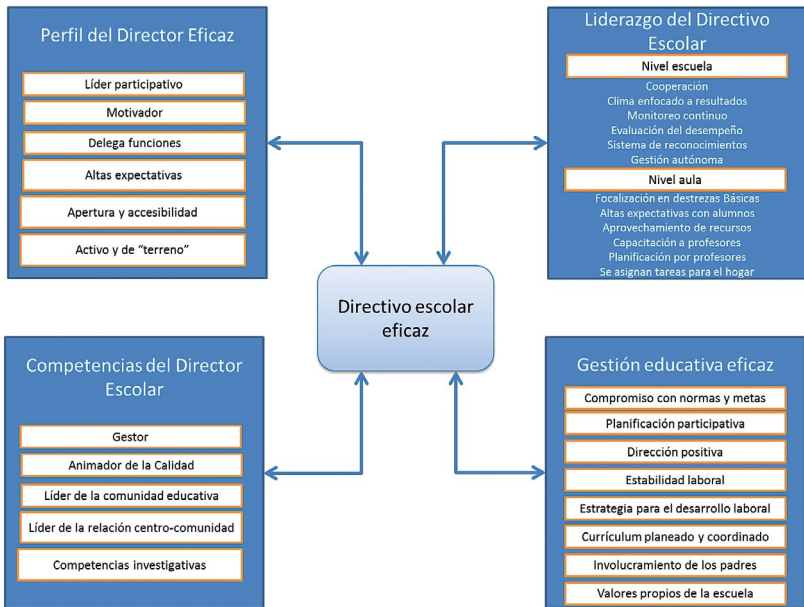 Perfil del Director Eficaz
Líder participativo
Motivador
Delega funciones
Altas expectativas
Apertura y accesibilidad
Activo y de “terreno”
Liderazgo del Directivo
Escolar
Nivel escuela
Cooperación
Clima enfocado a resultados
Monitoreo continuo
Evaluación del desempeño
Sistema de reconocimientos
Gestión autónoma
Nivel aula
Focalización en destrezas Básicas
Altas expectativas con alumnos
Aprovechamiento de recursos
Capacitación a profesores
Planificación por profesores
Se asignan tareas para el hogar
Directivo escolar
eficaz
Competencias del Director
Escolar
Gestor
Animador de la Calidad
Líder de la comunidad educativa
Líder de la relación centro-comunidad
Competencias investigativas
Gestión educativa eficaz
Compromiso con normas y metas
Planificación participativa
Dirección positiva
Estabilidad laboral
Estrategia para el desarrollo laboral
Currículum planeado y coordinado
Involucramiento de los padres
Valores propios de la escuela